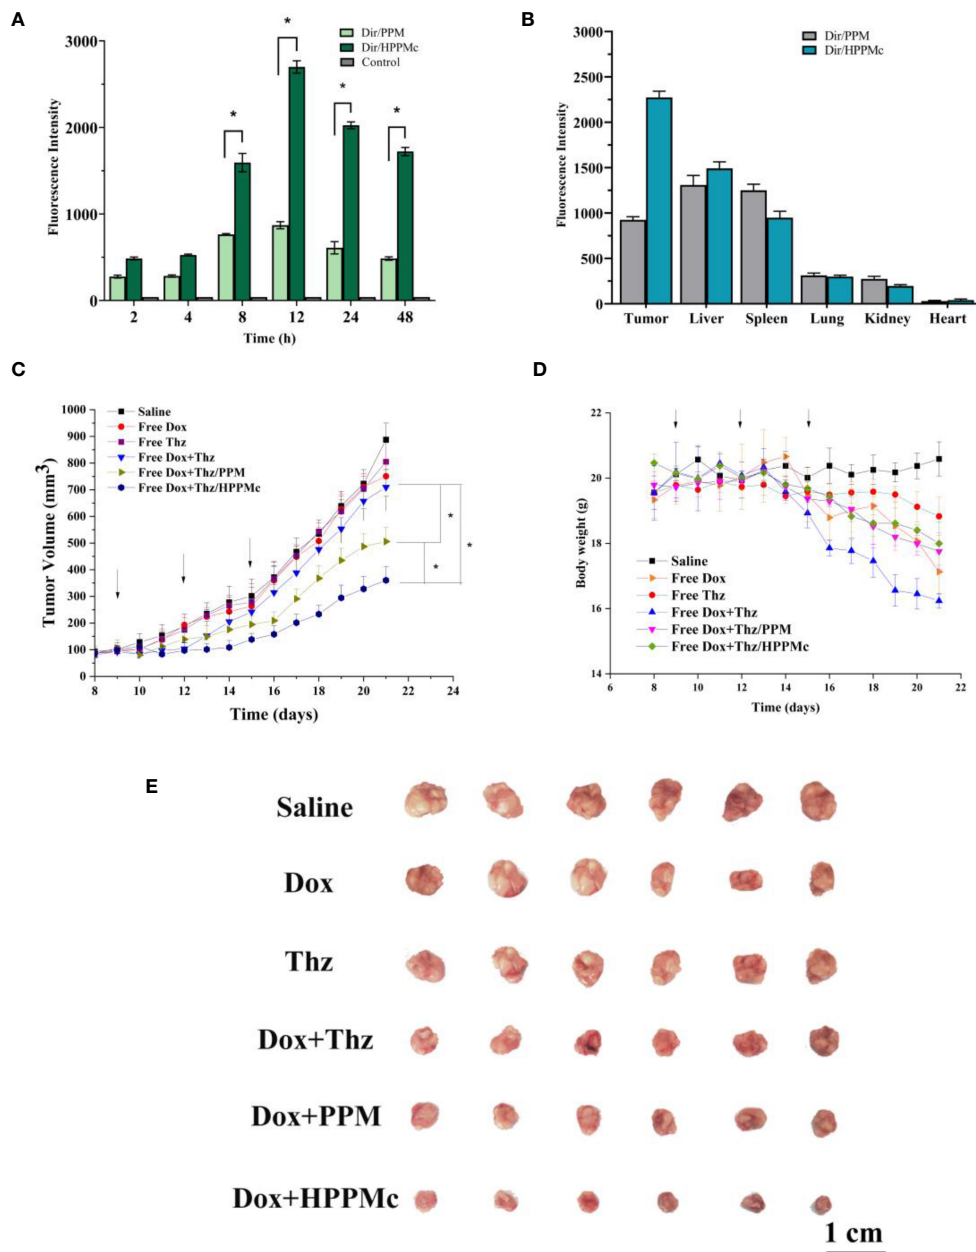 A
Dir/PPM
Dir/HPPMc
Control
* * * *
3000
2000
1000
0
Fluorescence Intensity
2 4 8 12 24 48
Time (h)
B
Dir/PPM
Dir/HPPMc
3000
2500
2000
1500
1000
500
0
Fluorescence Intensity
Tumor Liver Spleen Lung Kidney Heart
C
Saline
Free Dox
Free Thz
Free Dox+Thz
Free Dox+Thz/PPM
Free Dox+Thz/HPPMc
1000
900
800
700
600
500
400
300
200
100
0
Tumor Volume (mm3)
* * *
8 10 12 14 16 18 20 22 24
Time (days)
D
22
20
18
16
14
Body weight (g)
Saline
Free Dox
Free Thz
Free Dox+Thz
Free Dox+Thz/PPM
Free Dox+Thz/HPPMc
6 8 10 12 14 16 18 20 22
Time (days)
E
Saline
Dox
Thz
Dox+Thz
Dox+PPM
Dox+HPPMc
1 cm